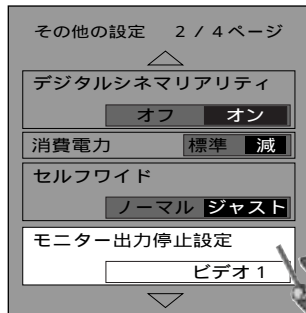 その他の設定 2/4ページ
デジタルシネマリアリティ
オフ オン
消費電力 標準 減
セルフワイド
ノーマル ジャスト
モニター出力停止設定
ビデオ1